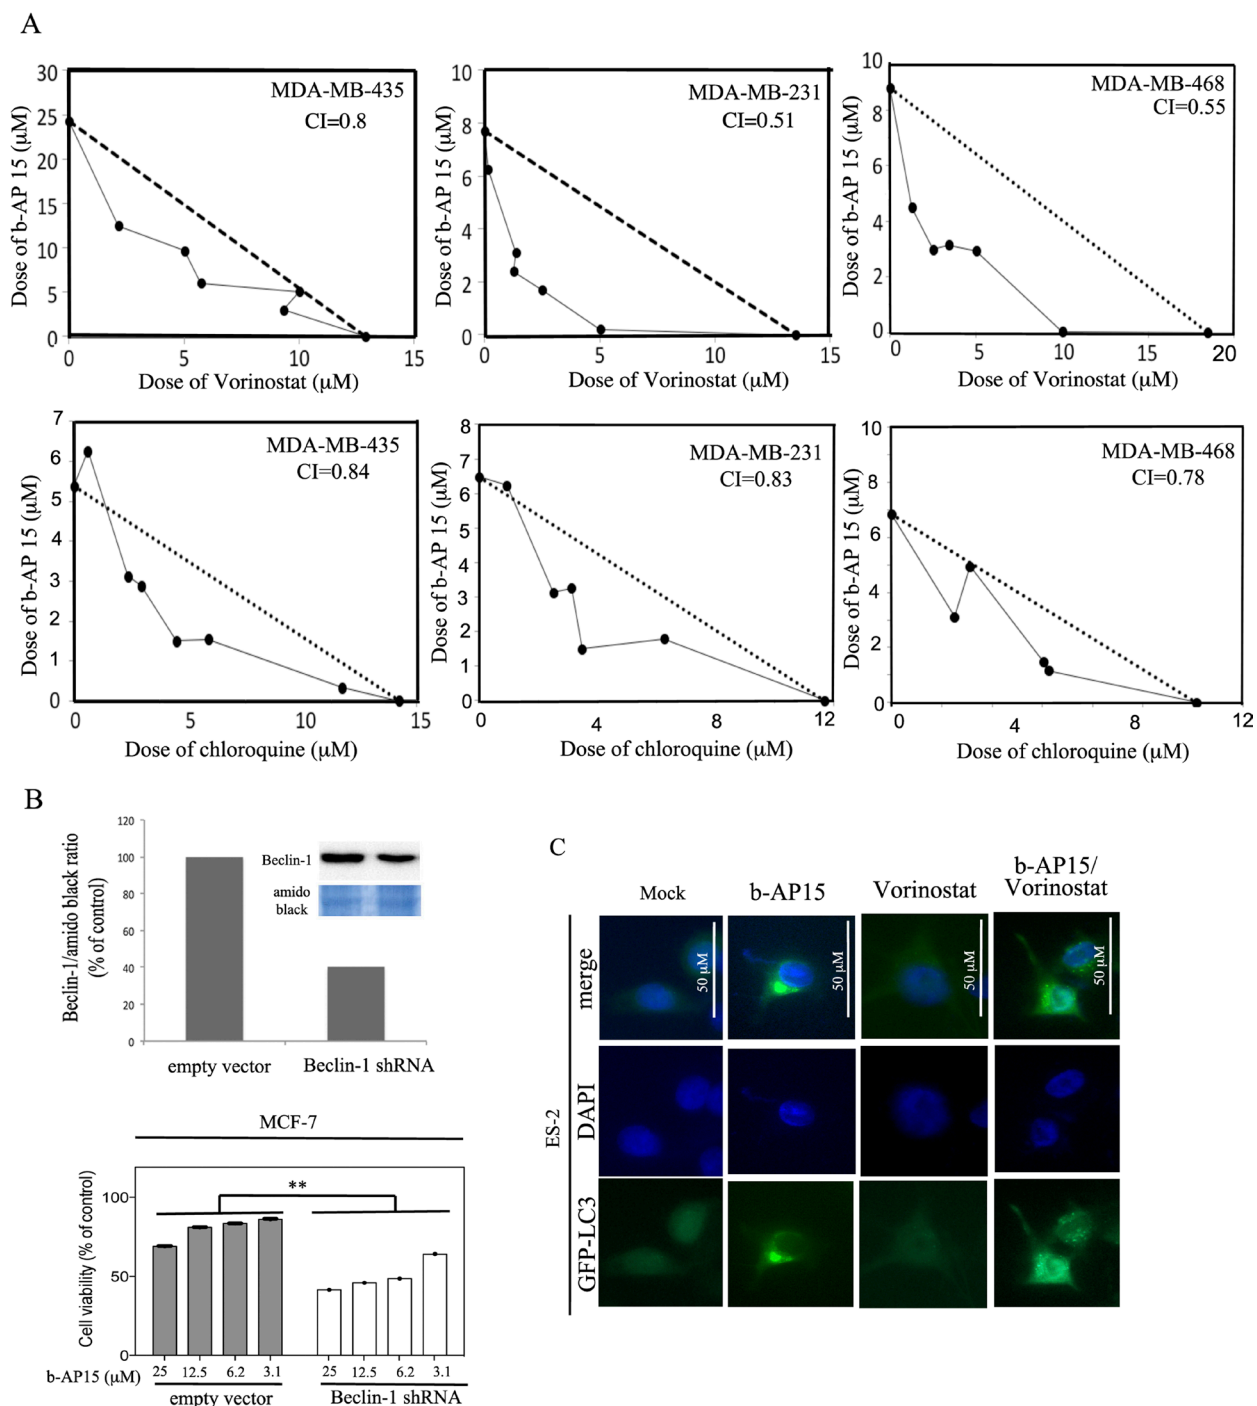 A
MDA-MB-435
CI=0.8
Dose of b-AP 15 (µM)
30
25
20
15
10
5
0
0 5 10 15
Dose of Vorinostat (µM)
MDA-MB-231
CI=0.51
Dose of b-AP 15 (µM)
10
8
6
4
2
0
0 5 10 15
Dose of Vorinostat (µM)
MDA-MB-468
CI=0.55
Dose of b-AP 15 (µM)
10
8
6
4
2
0
0 5 10 15 20
Dose of Vorinostat (µM)
MDA-MB-435
CI=0.84
Dose of b-AP 15 (µM)
7
6
5
4
3
2
1
0
0 5 10 15
Dose of chloroquine (µM)
MDA-MB-231
CI=0.83
Dose of b-AP 15 (µM)
8
7
6
5
4
3
2
1
0
0 4 8 12
Dose of chloroquine (µM)
MDA-MB-468
CI=0.78
Dose of b-AP 15 (µM)
10
8
6
4
2
0
0 4 8 12
Dose of chloroquine (µM)
B
Beclin-1/amido black ratio
(% of control)
120
100
80
60
40
20
0
Beclin-1
amido
black
empty vector Beclin-1 shRNA
MCF-7
Cell viability (% of control)
100
50
0
**
b-AP15 (µM) 25 12.5 6.2 3.1 25 12.5 6.2 3.1
empty vector Beclin-1 shRNA
C
Mock b-AP15 Vorinostat b-AP15/
Vorinostat
ES-2
merge
50 µM 50 µM 50 µM 50 µM
DAPI
GFP-LC3